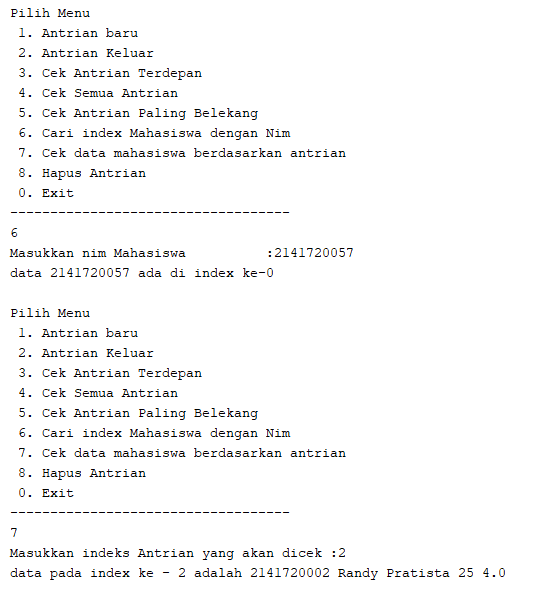 Pilih Menu
1. Antrian baru
2. Antrian Keluar
3. Cek Antrian Terdepan
4. Cek Semua Antrian
5. Cek Antrian Paling Belekang
6. Cari index Mahasiswa dengan Nim
7. Cek data mahasiswa berdasarkan antrian
8. Hapus Antrian
0. Exit
-----------------------------------
6
Masukkan nim Mahasiswa          :2141720057
data 2141720057 ada di index ke-0

Pilih Menu
1. Antrian baru
2. Antrian Keluar
3. Cek Antrian Terdepan
4. Cek Semua Antrian
5. Cek Antrian Paling Belekang
6. Cari index Mahasiswa dengan Nim
7. Cek data mahasiswa berdasarkan antrian
8. Hapus Antrian
0. Exit
-----------------------------------
7
Masukkan indeks Antrian yang akan dicek :2
data pada index ke - 2 adalah 2141720002 Randy Pratista 25 4.0